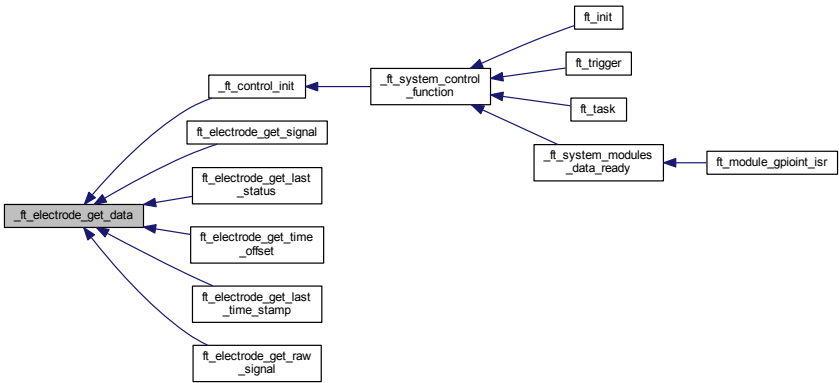 _ft_electrode_get_data
_ft_control_init
ft_electrode_get_signal
ft_electrode_get_last
_status
ft_electrode_get_time
_offset
ft_electrode_get_last
_time_stamp
ft_electrode_get_raw
_signal
_ft_system_control
_function
ft_init
ft_trigger
ft_task
_ft_system_modules
_data_ready
ft_module_gpioint_isr